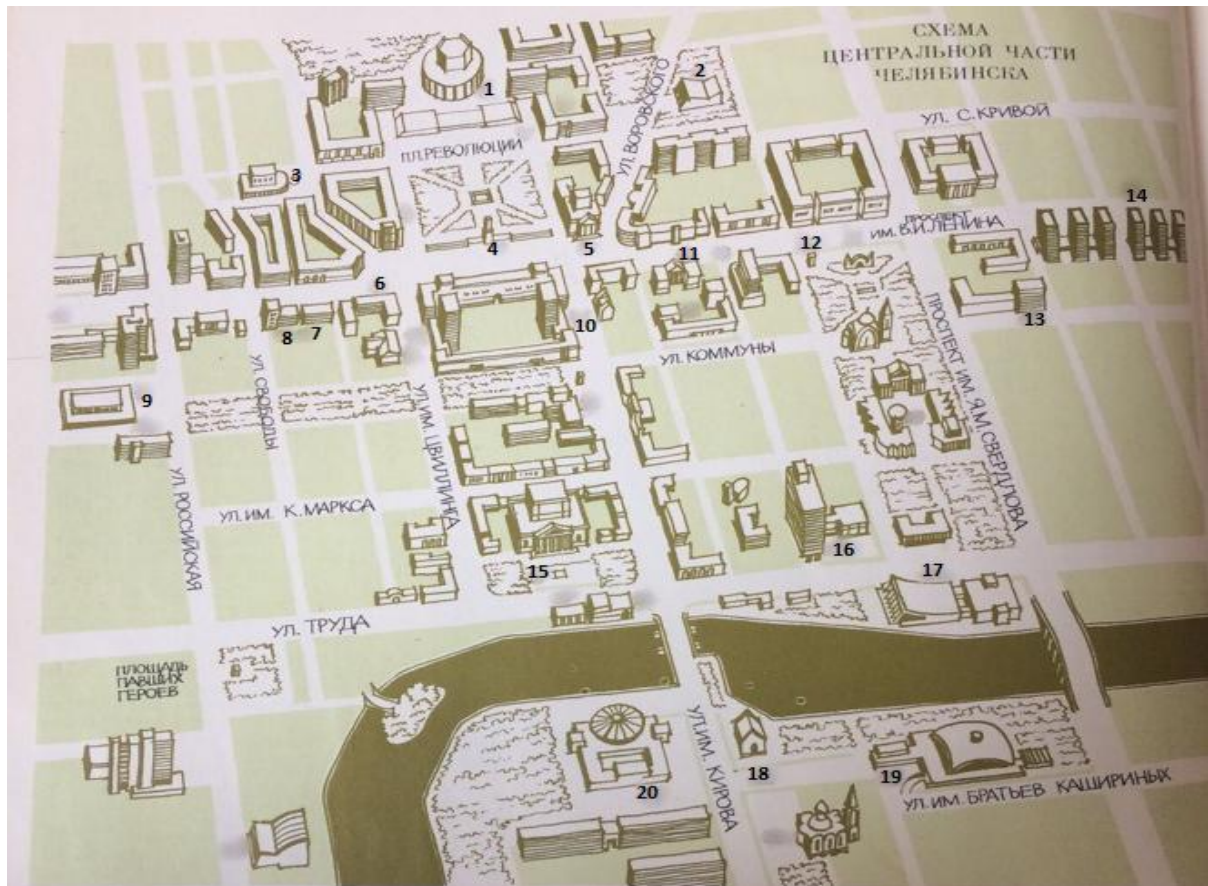 СХЕМА
ЦЕНТРАЛЬНОЙ ЧАСТИ
ЧЕЛЯБИНСКА
1
2
УЛ. ВОРОВСКОГО
УЛ. С. КРИВОЙ
ПЛ. РЕВОЛЮЦИИ
3
4
5
11
12
ПРОСПЕКТ
ИМ. В.И. ЛЕНИНА
14
6
8
7
10
13
УЛ. КОММУНЫ
ПРОСПЕКТ ИМ. Я.М. СВЕРДЛОВА
УЛ. СВОБОДЫ
9
УЛ. ИМ. ЦВИЛЛИНГА
УЛ. РОССИЙСКАЯ
УЛ. ИМ. К. МАРКСА
15
16
17
УЛ. ТРУДА
ПЛОЩАДЬ
ПАВШИХ
ГЕРОЕВ
УЛ. ИМ. КИРОВА
18
19
20
УЛ. ИМ. БРАТЬЕВ КАШИРИНЫХ